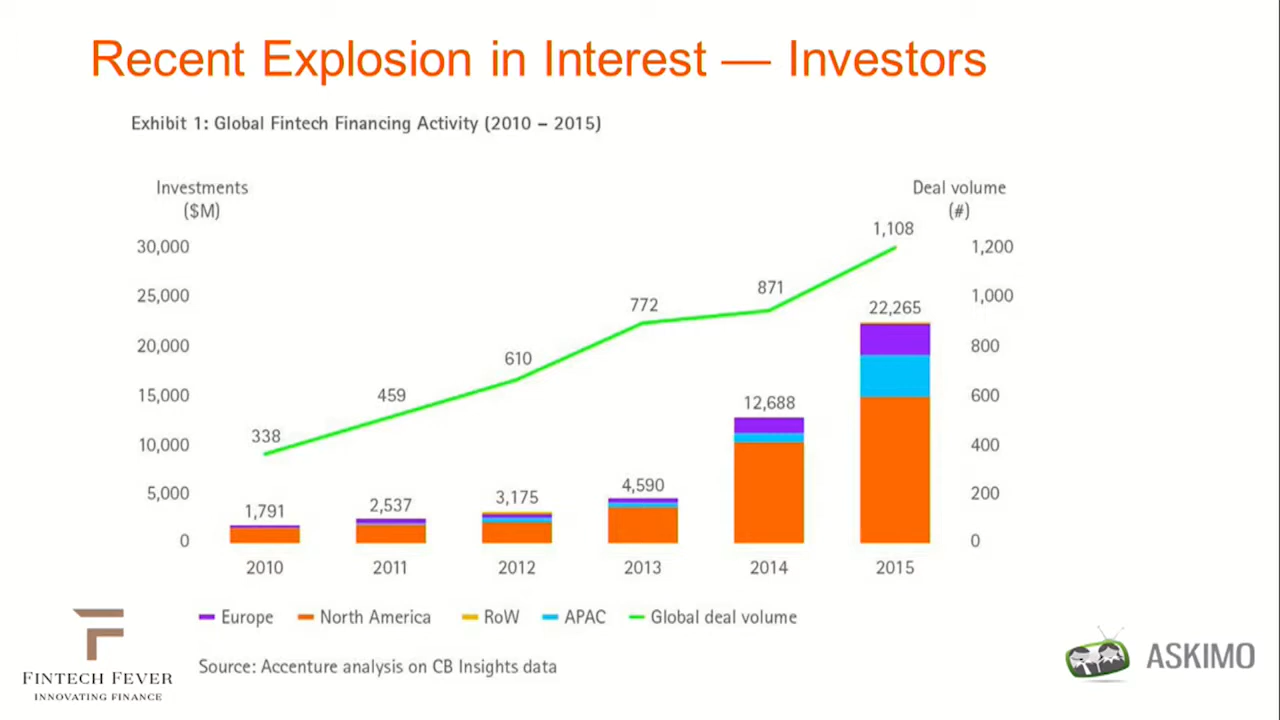 Recent Explosion in Interest — Investors
Exhibit 1: Global Fintech Financing Activity (2010 – 2015)
Investments
($M)
Deal volume
(#)
30,000
25,000
20,000
15,000
10,000
5,000
0
1,200
1,000
800
600
400
200
0
338
459
610
772
871
1,108
1,791
2,537
3,175
4,590
12,688
22,265
2010 2011 2012 2013 2014 2015
Europe North America RoW APAC Global deal volume
Source: Accenture analysis on CB Insights data
FINTECH FEVER
INNOVATING FINANCE
ASKIMO